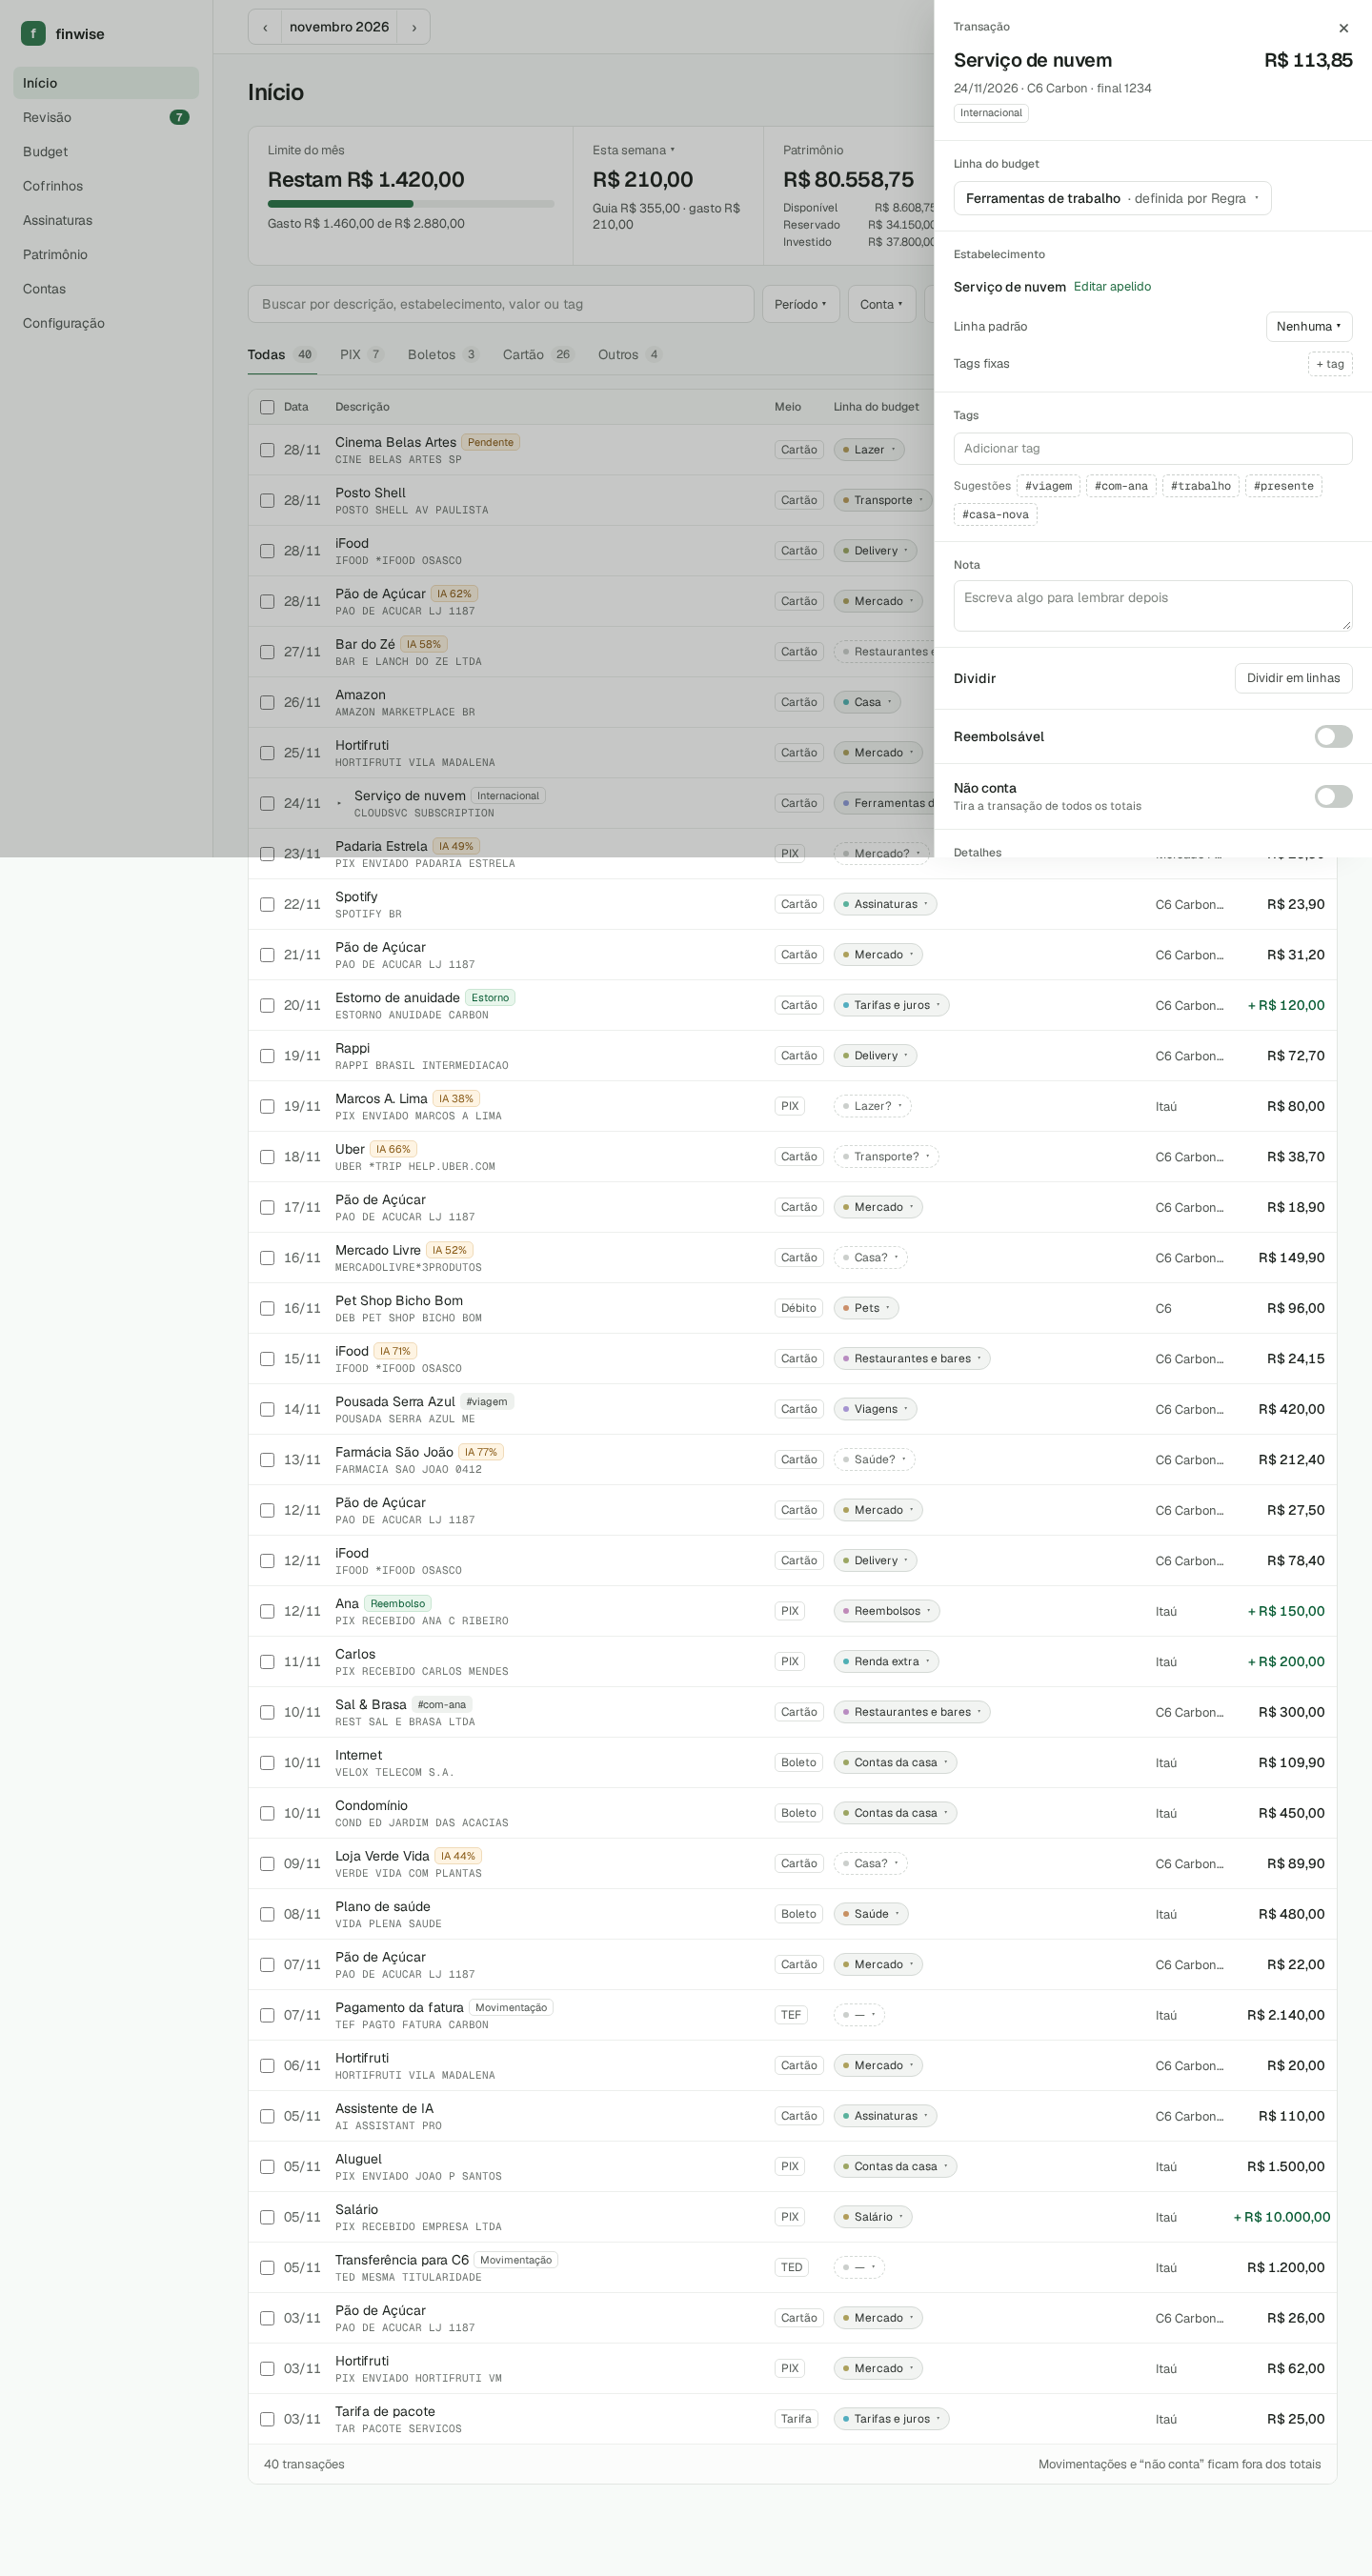 f finwise
Início
Revisão 7
Budget
Cofrinhos
Assinaturas
Patrimônio
Contas
Configuração
‹ novembro 2026 ›
Início
Limite do mês
Restam R$ 1.420,00
Gasto R$ 1.460,00 de R$ 2.880,00
Esta semana
R$ 210,00
Guia R$ 355,00 · gasto R$
210,00
Patrimônio
R$ 80.558,75
Disponível R$ 8.608,75
Reservado R$ 34.150,00
Investido R$ 37.800,00
Buscar por descrição, estabelecimento, valor ou tag
Período
Conta
Todas 40 PIX 7 Boletos 3 Cartão 26 Outros 4
Data Descrição Meio Linha do budget
28/11 Cinema Belas Artes Pendente Cartão Lazer
CINE BELAS ARTES SP
28/11 Posto Shell Cartão Transporte
POSTO SHELL AV PAULISTA
28/11 iFood Cartão Delivery
IFOOD *IFOOD OSASCO
28/11 Pão de Açúcar IA 62% Cartão Mercado
PAO DE ACUCAR LJ 1187
27/11 Bar do Zé IA 58% Cartão Restaurantes
BAR E LANCH DO ZE LTDA
26/11 Amazon Cartão Casa
AMAZON MARKETPLACE BR
25/11 Hortifruti Cartão Mercado
HORTIFRUTI VILA MADALENA
24/11 Serviço de nuvem Internacional Cartão Ferramentas
CLOUDSVC SUBSCRIPTION
23/11 Padaria Estrela IA 49% PIX Mercado?
PIX ENVIADO PADARIA ESTRELA
22/11 Spotify Cartão Assinaturas C6 Carbon… R$ 23,90
SPOTIFY BR
21/11 Pão de Açúcar Cartão Mercado C6 Carbon… R$ 31,20
PAO DE ACUCAR LJ 1187
20/11 Estorno de anuidade Estorno Cartão Tarifas e juros C6 Carbon… + R$ 120,00
ESTORNO ANUIDADE CARBON
19/11 Rappi Cartão Delivery C6 Carbon… R$ 72,70
RAPPI BRASIL INTERMEDIACAO
19/11 Marcos A. Lima IA 38% PIX Lazer? Itaú R$ 80,00
PIX ENVIADO MARCOS A LIMA
18/11 Uber IA 66% Cartão Transporte? C6 Carbon… R$ 38,70
UBER *TRIP HELP.UBER.COM
17/11 Pão de Açúcar Cartão Mercado C6 Carbon… R$ 18,90
PAO DE ACUCAR LJ 1187
16/11 Mercado Livre IA 52% Cartão Casa? C6 Carbon… R$ 149,90
MERCADOLIVRE*3PRODUTOS
16/11 Pet Shop Bicho Bom Débito Pets C6 R$ 96,00
DEB PET SHOP BICHO BOM
15/11 iFood IA 71% Cartão Restaurantes e bares C6 Carbon… R$ 24,15
IFOOD *IFOOD OSASCO
14/11 Pousada Serra Azul #viagem Cartão Viagens C6 Carbon… R$ 420,00
POUSADA SERRA AZUL ME
13/11 Farmácia São João IA 77% Cartão Saúde? C6 Carbon… R$ 212,40
FARMACIA SAO JOAO 0412
12/11 Pão de Açúcar Cartão Mercado C6 Carbon… R$ 27,50
PAO DE ACUCAR LJ 1187
12/11 iFood Cartão Delivery C6 Carbon… R$ 78,40
IFOOD *IFOOD OSASCO
12/11 Ana Reembolso PIX Reembolsos Itaú + R$ 150,00
PIX RECEBIDO ANA C RIBEIRO
11/11 Carlos PIX Renda extra Itaú + R$ 200,00
PIX RECEBIDO CARLOS MENDES
10/11 Sal & Brasa #com-ana Cartão Restaurantes e bares C6 Carbon… R$ 300,00
REST SAL E BRASA LTDA
10/11 Internet Boleto Contas da casa Itaú R$ 109,90
VELOX TELECOM S.A.
10/11 Condomínio Boleto Contas da casa Itaú R$ 450,00
COND ED JARDIM DAS ACACIAS
09/11 Loja Verde Vida IA 44% Cartão Casa? C6 Carbon… R$ 89,90
VERDE VIDA COM PLANTAS
08/11 Plano de saúde Boleto Saúde Itaú R$ 480,00
VIDA PLENA SAUDE
07/11 Pão de Açúcar Cartão Mercado C6 Carbon… R$ 22,00
PAO DE ACUCAR LJ 1187
07/11 Pagamento da fatura Movimentação TEF — Itaú R$ 2.140,00
TEF PAGTO FATURA CARBON
06/11 Hortifruti Cartão Mercado C6 Carbon… R$ 20,00
HORTIFRUTI VILA MADALENA
05/11 Assistente de IA Cartão Assinaturas C6 Carbon… R$ 110,00
AI ASSISTANT PRO
05/11 Aluguel PIX Contas da casa Itaú R$ 1.500,00
PIX ENVIADO JOAO P SANTOS
05/11 Salário PIX Salário Itaú + R$ 10.000,00
PIX RECEBIDO EMPRESA LTDA
05/11 Transferência para C6 Movimentação TED — Itaú R$ 1.200,00
TED MESMA TITULARIDADE
03/11 Pão de Açúcar Cartão Mercado C6 Carbon… R$ 26,00
PAO DE ACUCAR LJ 1187
03/11 Hortifruti PIX Mercado Itaú R$ 62,00
PIX ENVIADO HORTIFRUTI VM
03/11 Tarifa de pacote Tarifa Tarifas e juros Itaú R$ 25,00
TAR PACOTE SERVICOS
40 transações Movimentações e “não conta” ficam fora dos totais
Transação ×
Serviço de nuvem R$ 113,85
24/11/2026 · C6 Carbon · final 1234
Internacional
Linha do budget
Ferramentas de trabalho · definida por Regra
Estabelecimento
Serviço de nuvem Editar apelido
Linha padrão Nenhuma
Tags fixas + tag
Tags
Adicionar tag
Sugestões #viagem #com-ana #trabalho #presente
#casa-nova
Nota
Escreva algo para lembrar depois
Dividir Dividir em linhas
Reembolsável
Não conta
Tira a transação de todos os totais
Detalhes